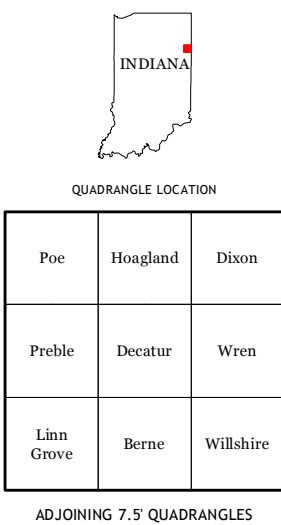 INDIANA
QUADRANGLE LOCATION
Poe Hoagland Dixon
Preble Decatur Wren
Linn
Grove Berne Willshire
ADJOINING 7.5' QUADRANGLES